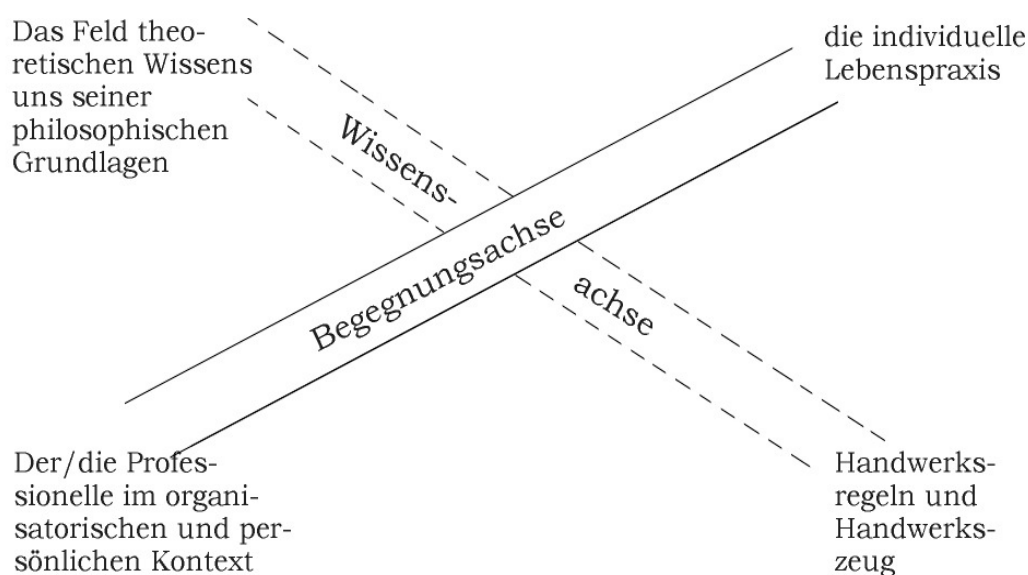 Das Feld theo-
retischen Wissens
uns seiner
philosophischen
Grundlagen
die individuelle
Lebenspraxis
Wissens-
Begegnungsachse
achse
Der/die Profes-
sionelle im organi-
satorischen und per-
sönlichen Kontext
Handwerks-
regeln und
Handwerks-
zeug